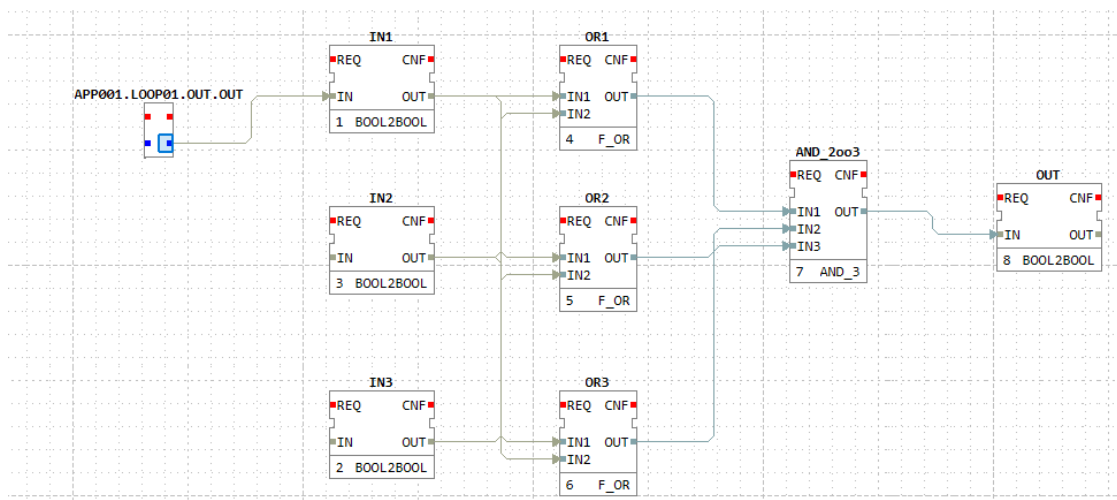 IN1
REQ CNF
IN OUT
1 BOOL2BOOL
OR1
REQ CNF
IN1 OUT
IN2
4 F_OR
APP001.LOOP01.OUT.OUT
AND_2oo3
REQ CNF
IN1 OUT
IN2
IN3
7 AND_3
OUT
REQ CNF
IN OUT
8 BOOL2BOOL
IN2
REQ CNF
IN OUT
3 BOOL2BOOL
OR2
REQ CNF
IN1 OUT
IN2
5 F_OR
IN3
REQ CNF
IN OUT
2 BOOL2BOOL
OR3
REQ CNF
IN1 OUT
IN2
6 F_OR